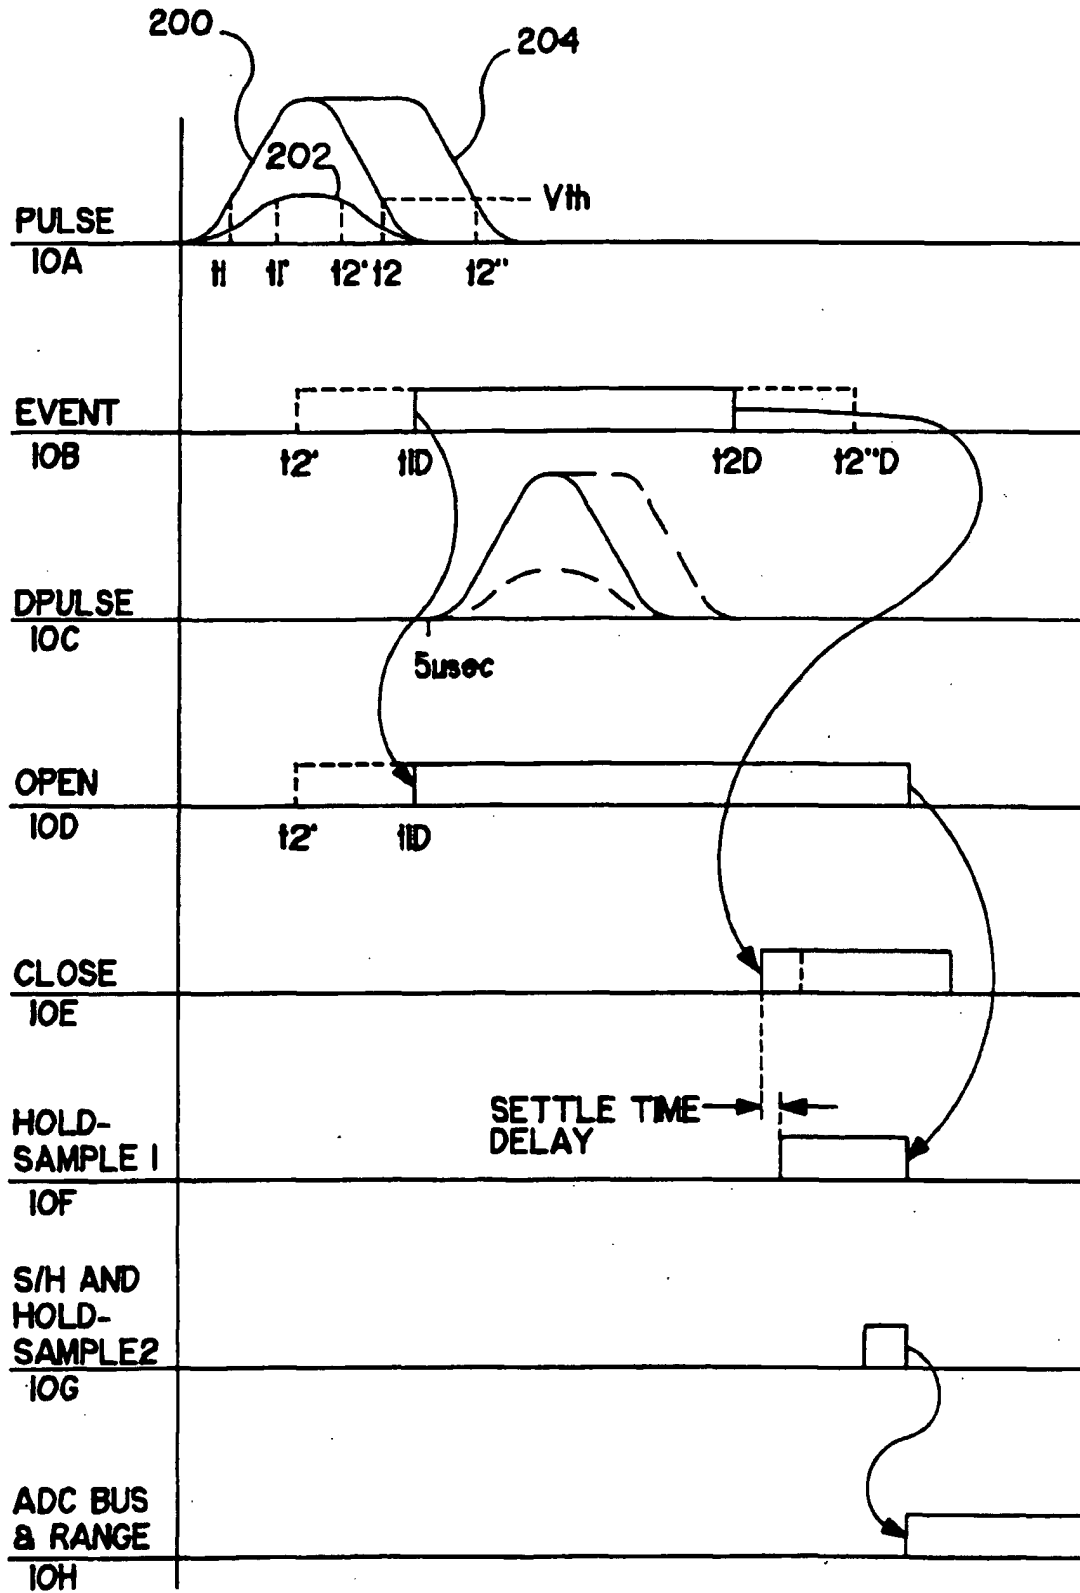 200
204
202
Vth
PULSE
10A
t1 t1' t2' t2 t2"
EVENT
10B
t2' t1D t2D t2"D
DPULSE
10C
5usec
OPEN
10D
t2' t1D
CLOSE
10E
SETTLE TIME
DELAY
HOLD-
SAMPLE 1
10F
S/H AND
HOLD-
SAMPLE2
10G
ADC BUS
& RANGE
10H